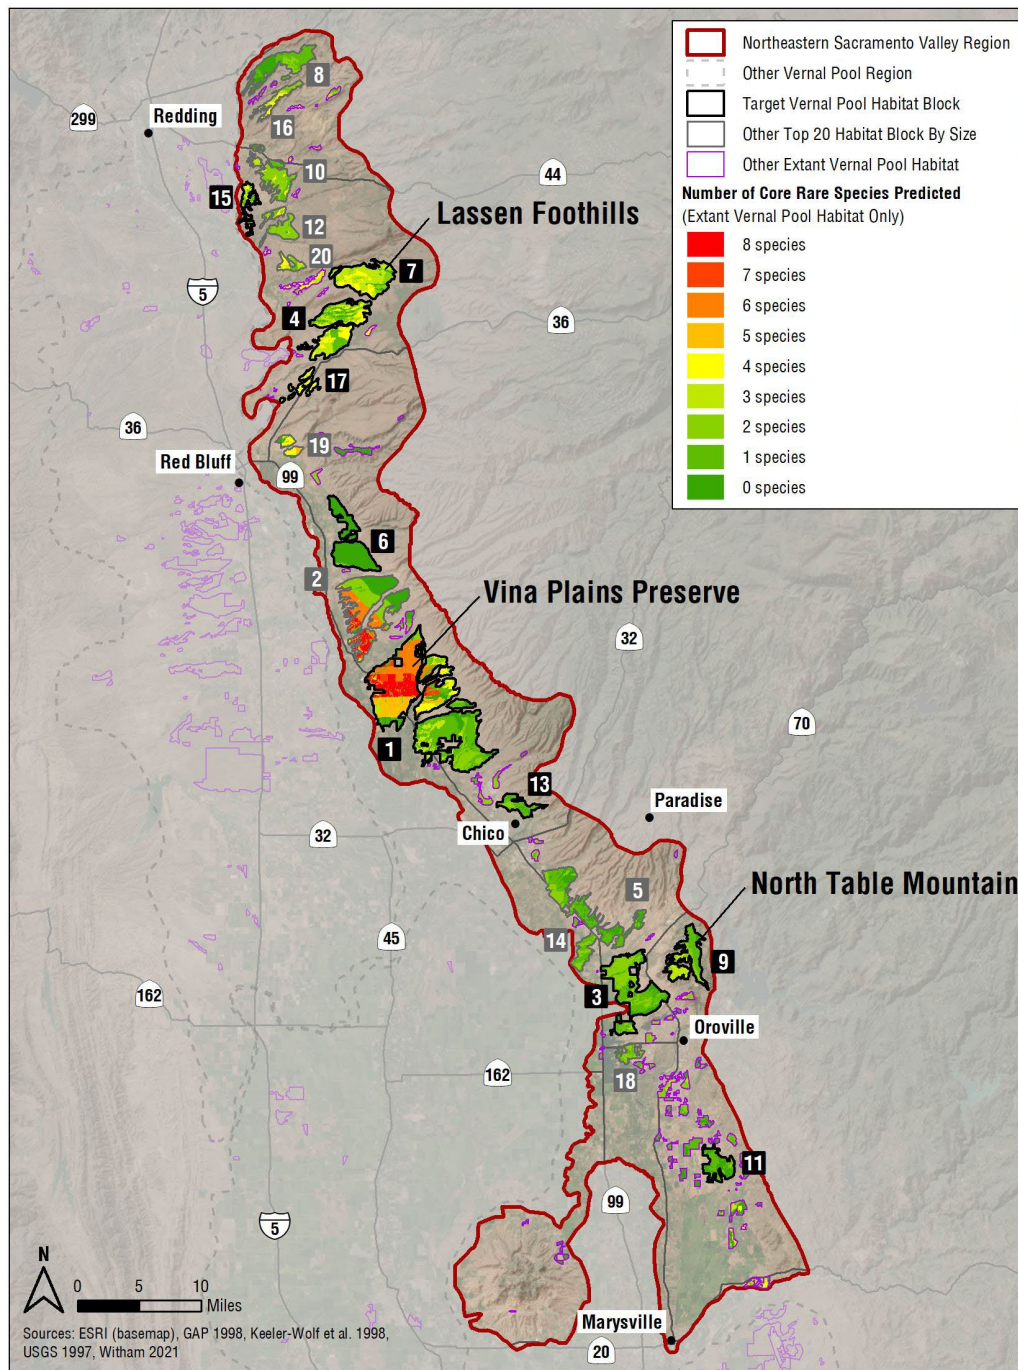 Northeastern Sacramento Valley Region
Other Vernal Pool Region
Target Vernal Pool Habitat Block
Other Top 20 Habitat Block By Size
Other Extant Vernal Pool Habitat
Number of Core Rare Species Predicted
(Extant Vernal Pool Habitat Only)
8 species
7 species
6 species
5 species
4 species
3 species
2 species
1 species
0 species
8
299
Redding
16
10
44
15
Lassen Foothills
12
20
7
5
4
36
17
36
19
Red Bluff
99
6
2
Vina Plains Preserve
32
70
1
13
Paradise
32
Chico
North Table Mountain
5
45
14
9
162
3
Oroville
162
18
11
99
5
N
0 5 10
Miles
Marysville
20
Sources: ESRI (basemap), GAP 1998, Keeler-Wolf et al. 1998,
USGS 1997, Witham 2021